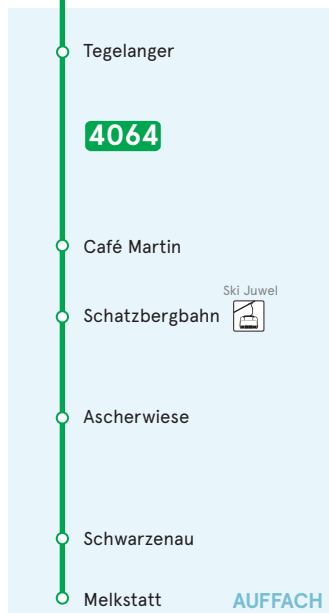 Tegelanger
4064
Café Martin
Ski Juwel
Schatzbergbahn
Ascherwiese
Schwarzenau
Melkstatt AUFFACH